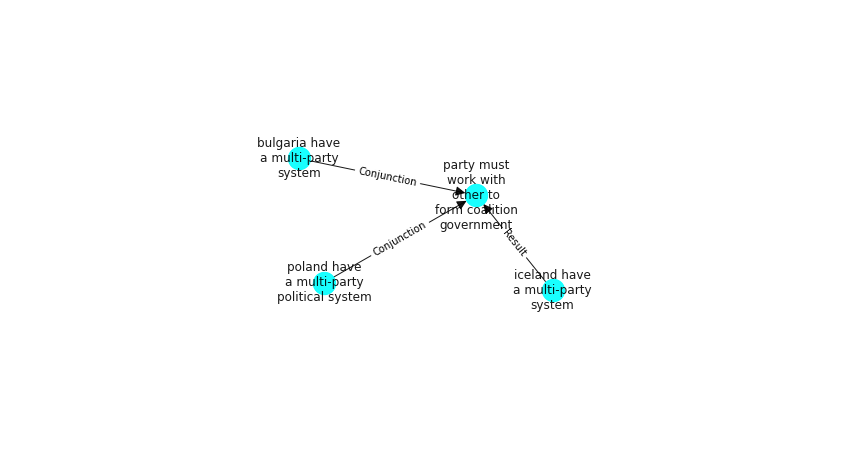 bulgaria have
a multi-party
system
Conjunction
party must
work with
other to
form coalition
government
Conjunction
Result
poland have
a multi-party
political system
iceland have
a multi-party
system